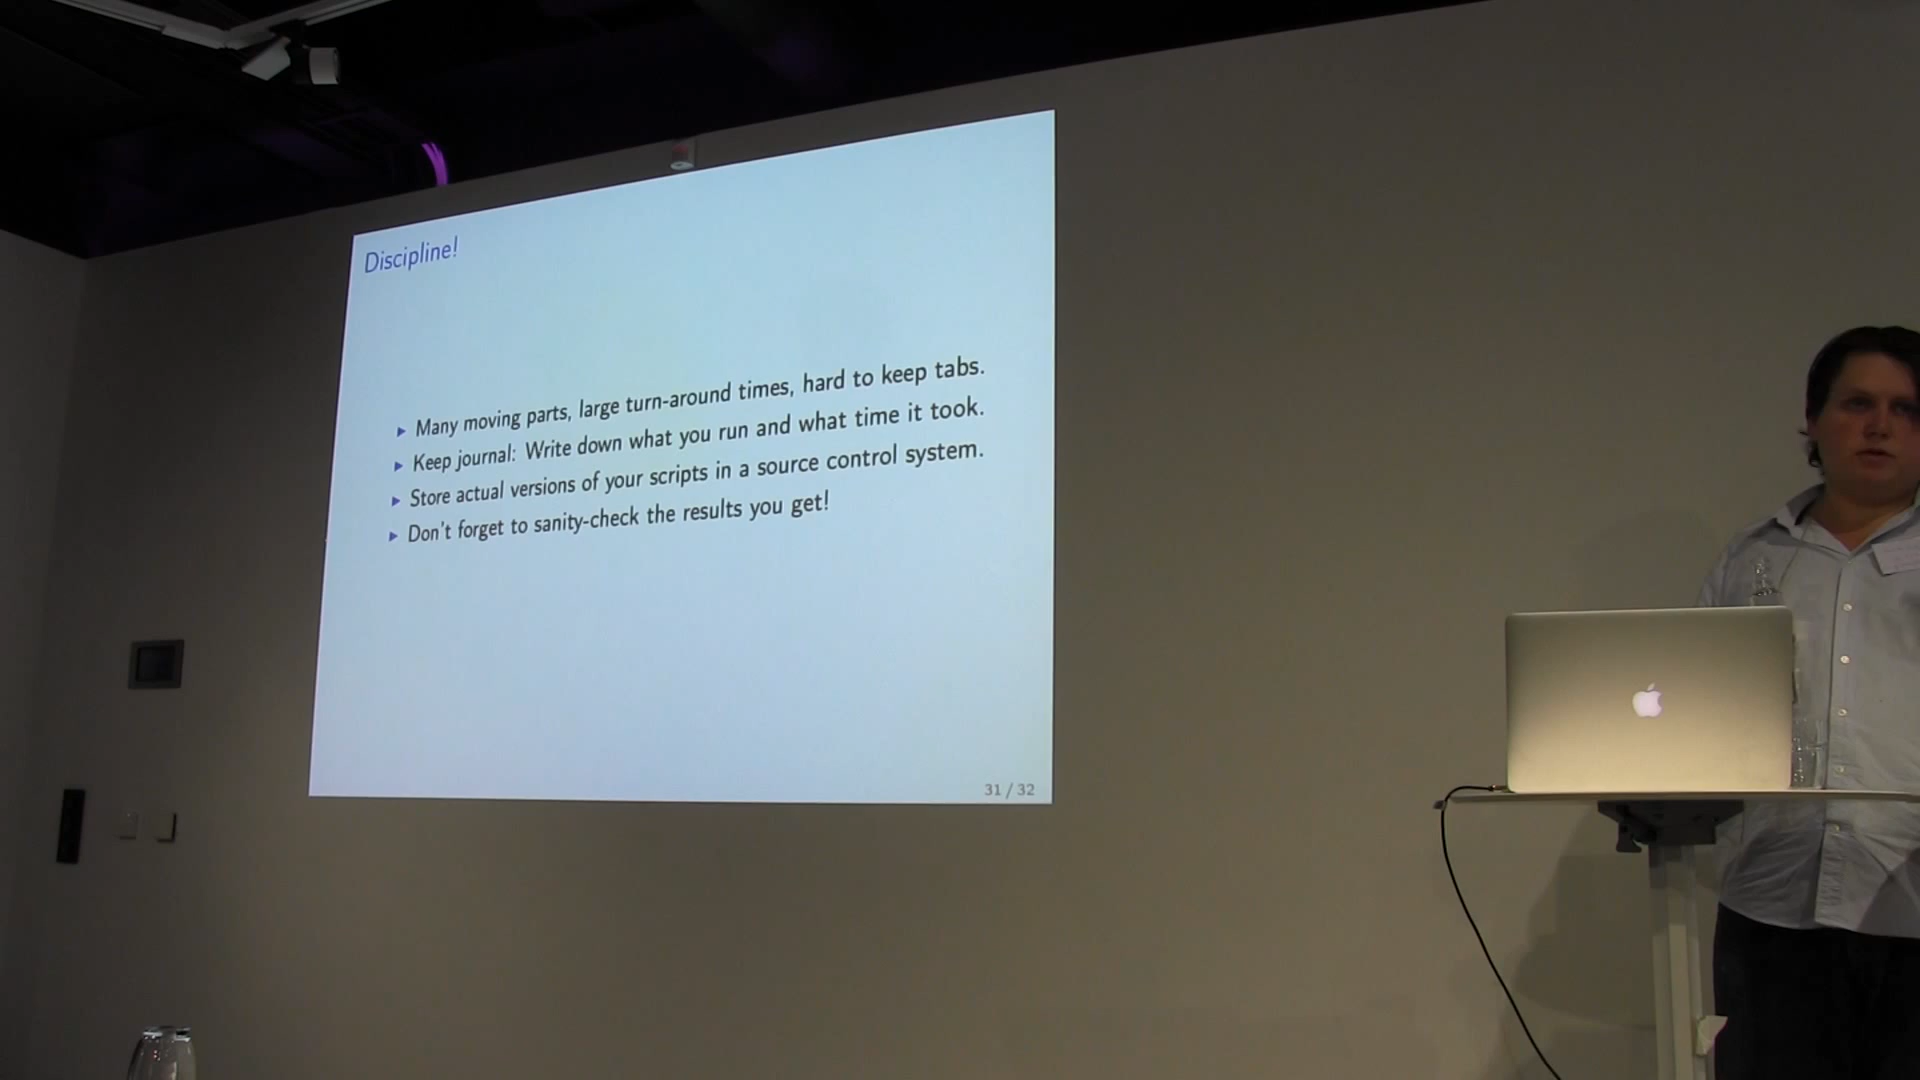 Discipline!
▶ Many moving parts, large turn-around times, hard to keep tabs.
▶ Keep journal: Write down what you run and what time it took.
▶ Store actual versions of your scripts in a source control system.
▶ Don't forget to sanity-check the results you get!
31 / 32